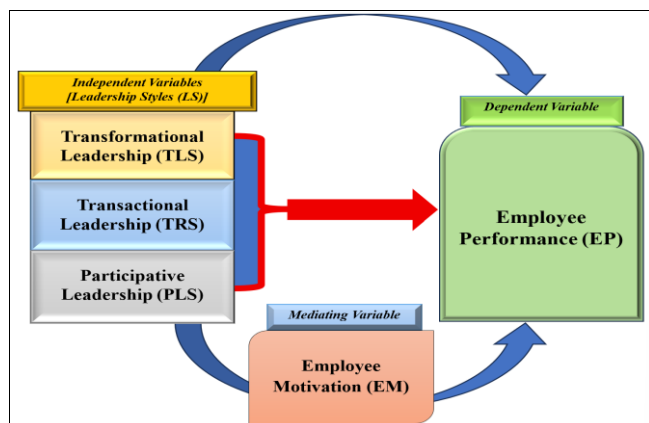 Independent Variables
[Leadership Styles (LS)]
Transformational
Leadership (TLS)
Transactional
Leadership (TRS)
Participative
Leadership (PLS)
Mediating Variable
Employee
Motivation (EM)
Dependent Variable
Employee
Performance (EP)